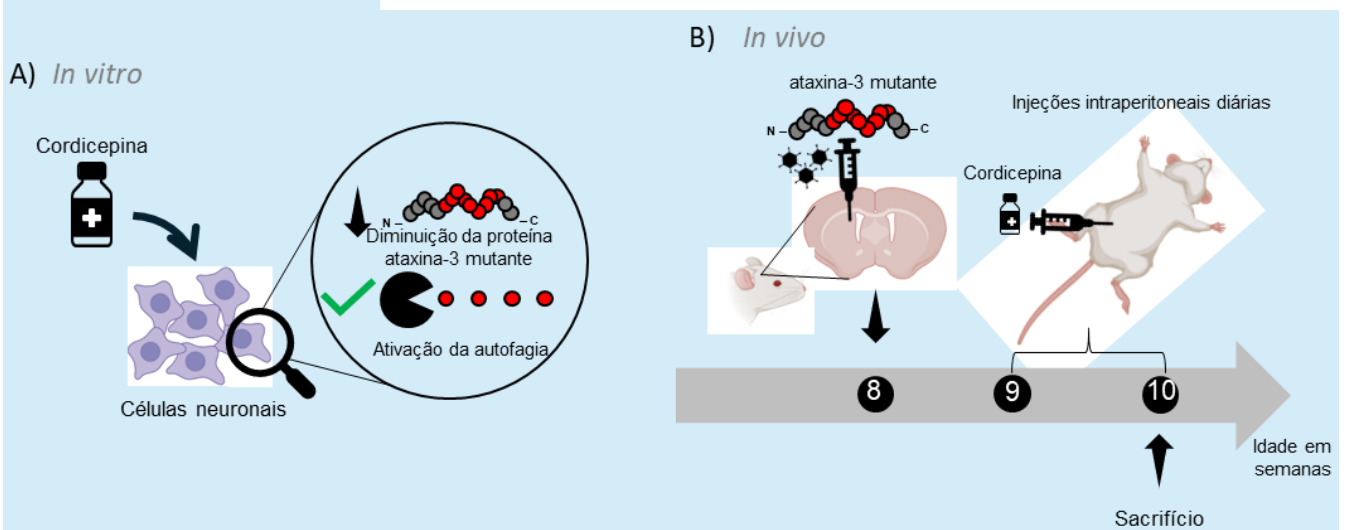 A) In vitro
Cordicepina
N
C
Diminuição da proteína
ataxina-3 mutante
Ativação da autofagia
Células neuronais
B) In vivo
ataxina-3 mutante
N
C
Injeções intraperitoneais diárias
Cordicepina
8
9
10
Idade em
semanas
Sacrifício